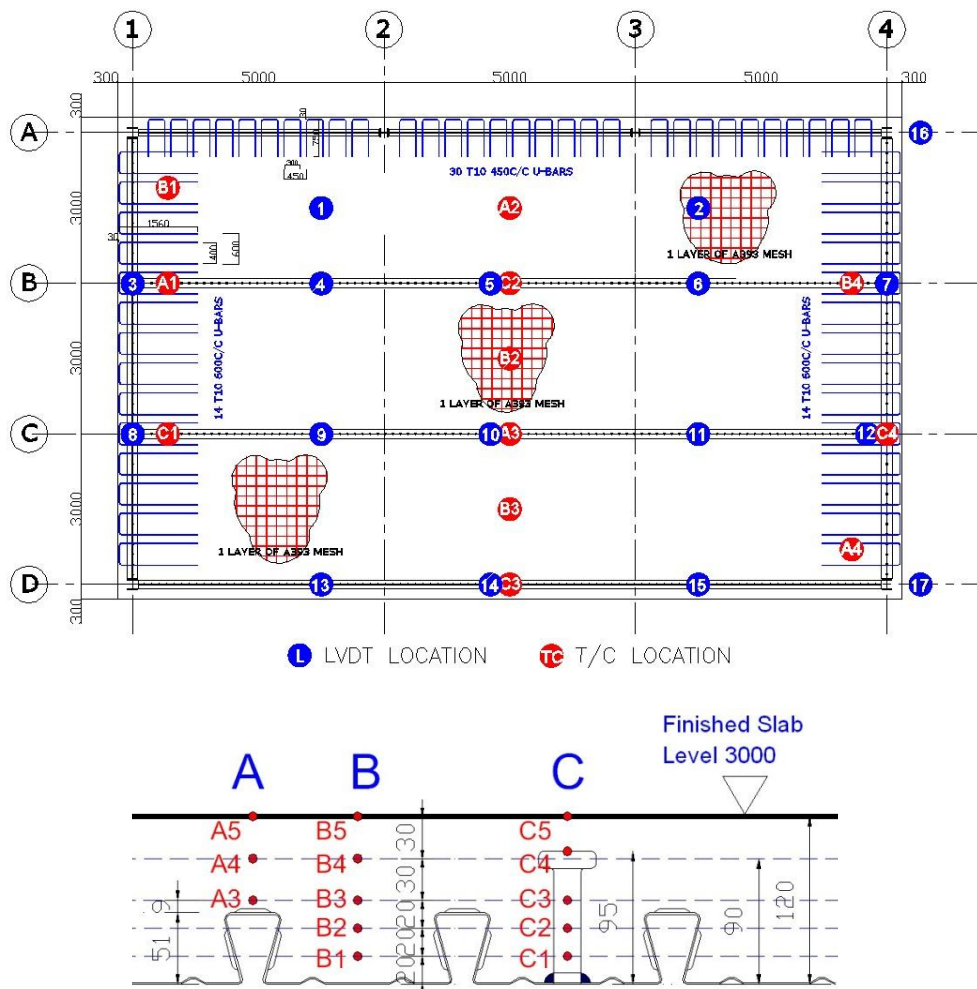 1 2 3 4
300 5000 5000 5000 300
300
A
16
30
750
300
450
30 T10 450C/C U-BARS
B1
3000
1 A2 2
1560
30
400
600
1 LAYER OF A393 MESH
B
3 A1 4 5 C2 6 B4 7
14 T10 600C/C U-BARS
14 T10 600C/C U-BARS
3000
B2
1 LAYER OF A393 MESH
C
8 C1 9 10 A3 11 12 C4
3000
B3
A4
1 LAYER OF A393 MESH
D
13 14 C3 15 17
300
L LVDT LOCATION TC T/C LOCATION
Finished Slab
Level 3000
A B C
A5 B5 C5
30
A4 B4 C4
30
A3 B3 C3
9
20
B2 C2
51
20
95
90
120
B1 C1
20